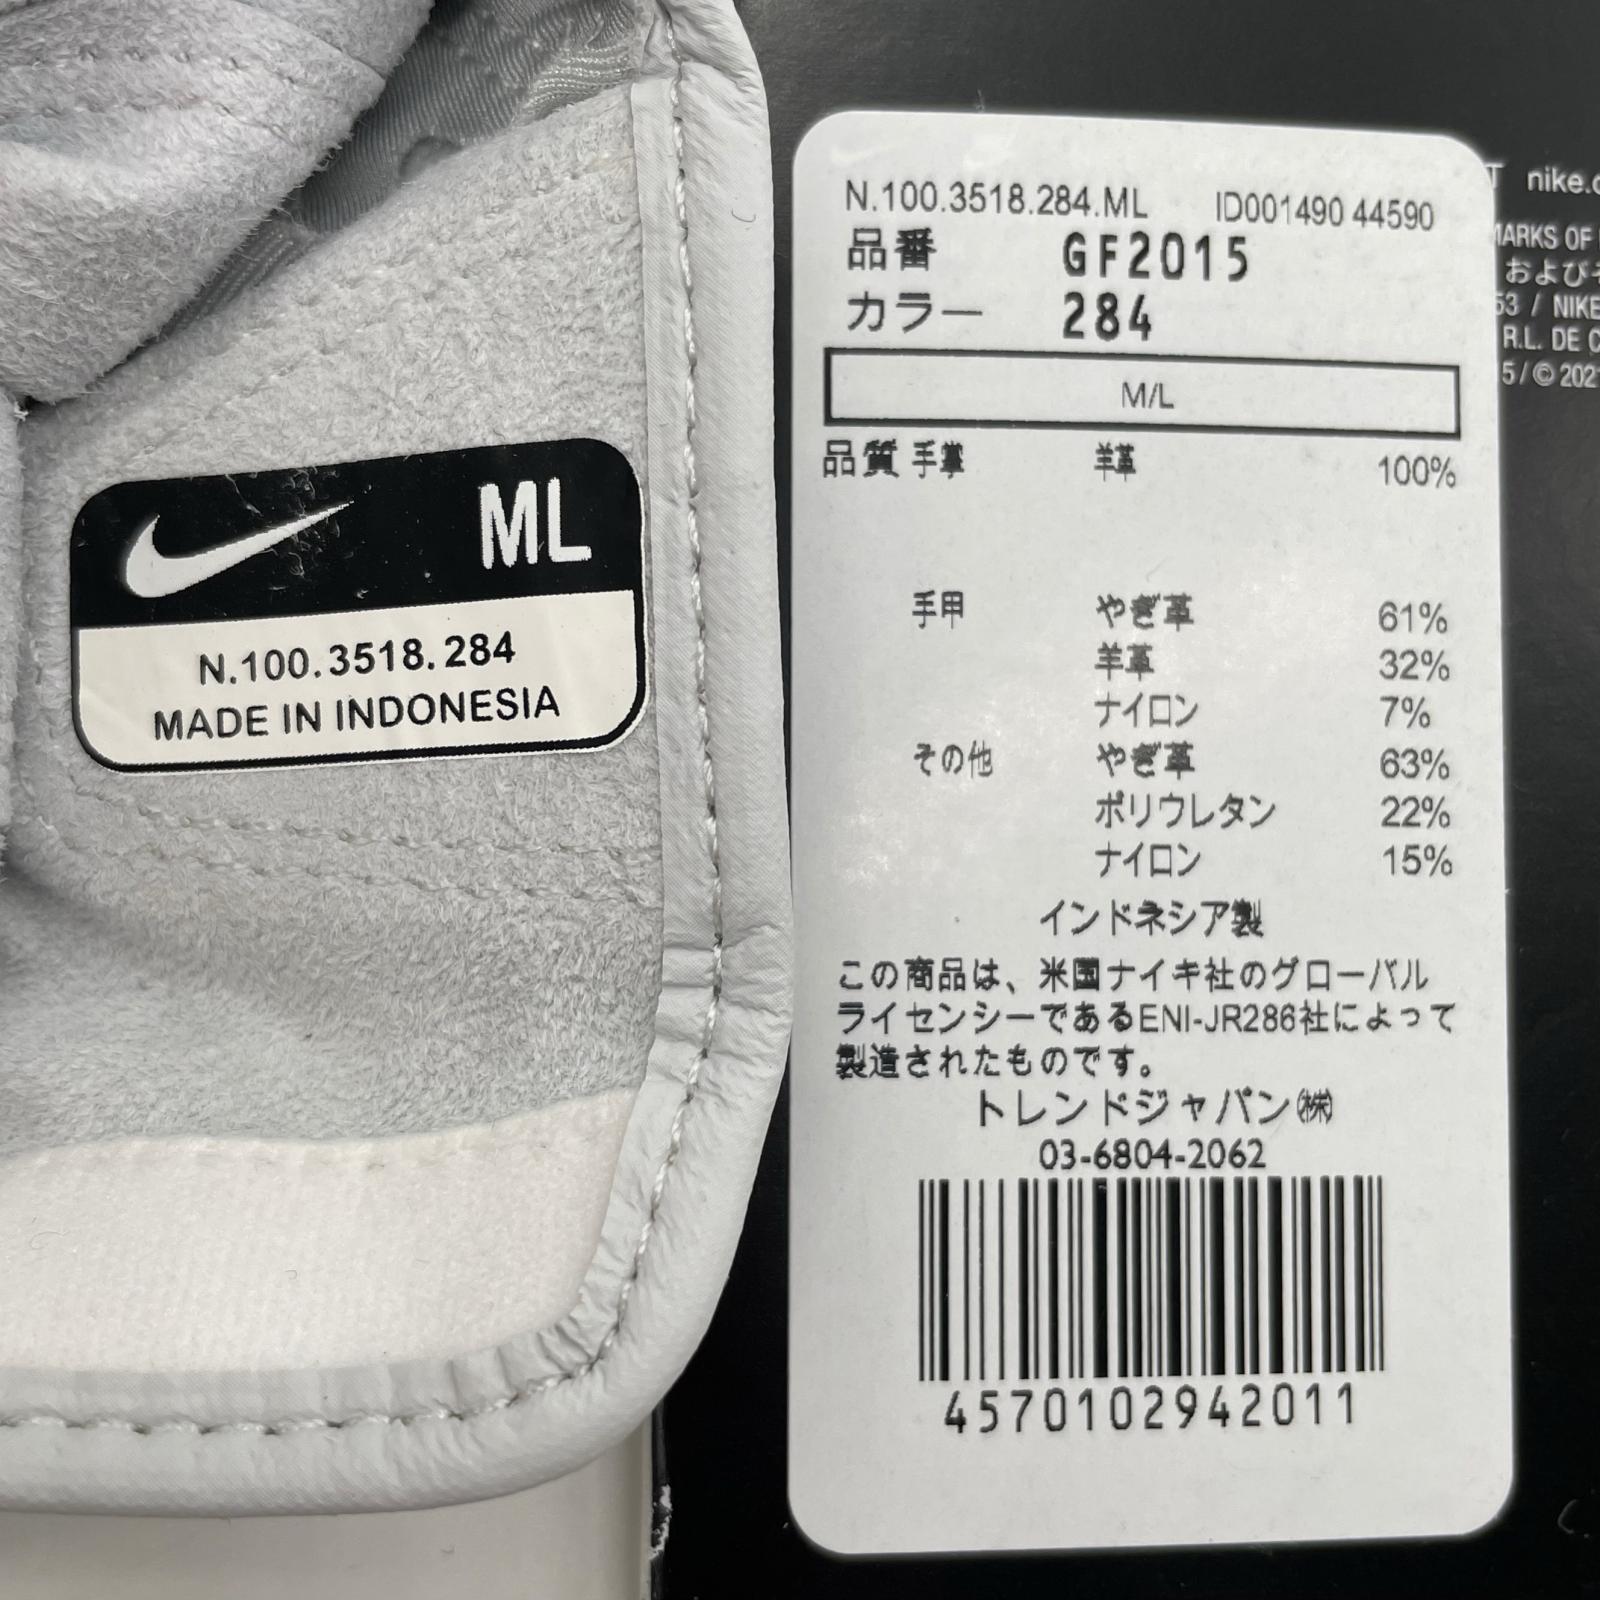 ML
N.100.3518.284
MADE IN INDONESIA
N.100.3518.284.ML ID001490 44590
品番 GF2015
カラー 284
M/L
品質 手掌 羊革 100%
手甲 やぎ革 61%
羊革 32%
ナイロン 7%
その他 やぎ革 63%
ポリウレタン 22%
ナイロン 15%
インドネシア製
この商品は、米国ナイキ社のグローバル
ライセンシーであるENI-JR286社によって
製造されたものです。
トレンドジャパン㈱
03-6804-2062
4570102942011
nike.c
MARKS OF
および
53 / NIKE
R.L. DE C
5 / © 202